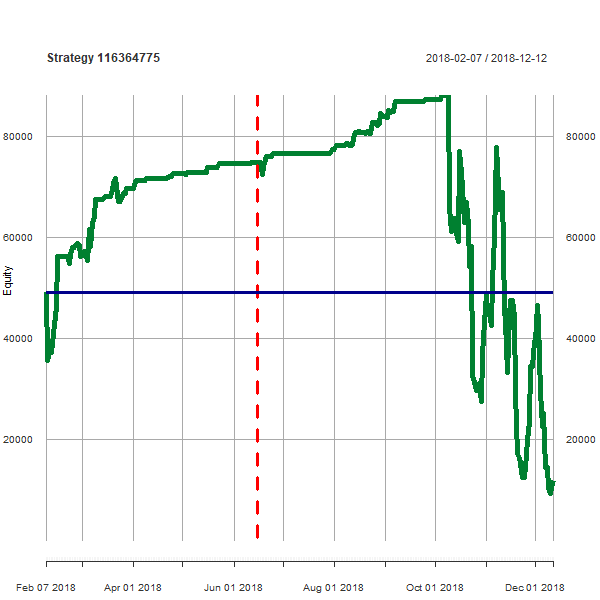 Strategy 116364775
2018-02-07 / 2018-12-12
80000
80000
60000
60000
Equity
40000
40000
20000
20000
Feb 07 2018
Apr 01 2018
Jun 01 2018
Aug 01 2018
Oct 01 2018
Dec 01 2018